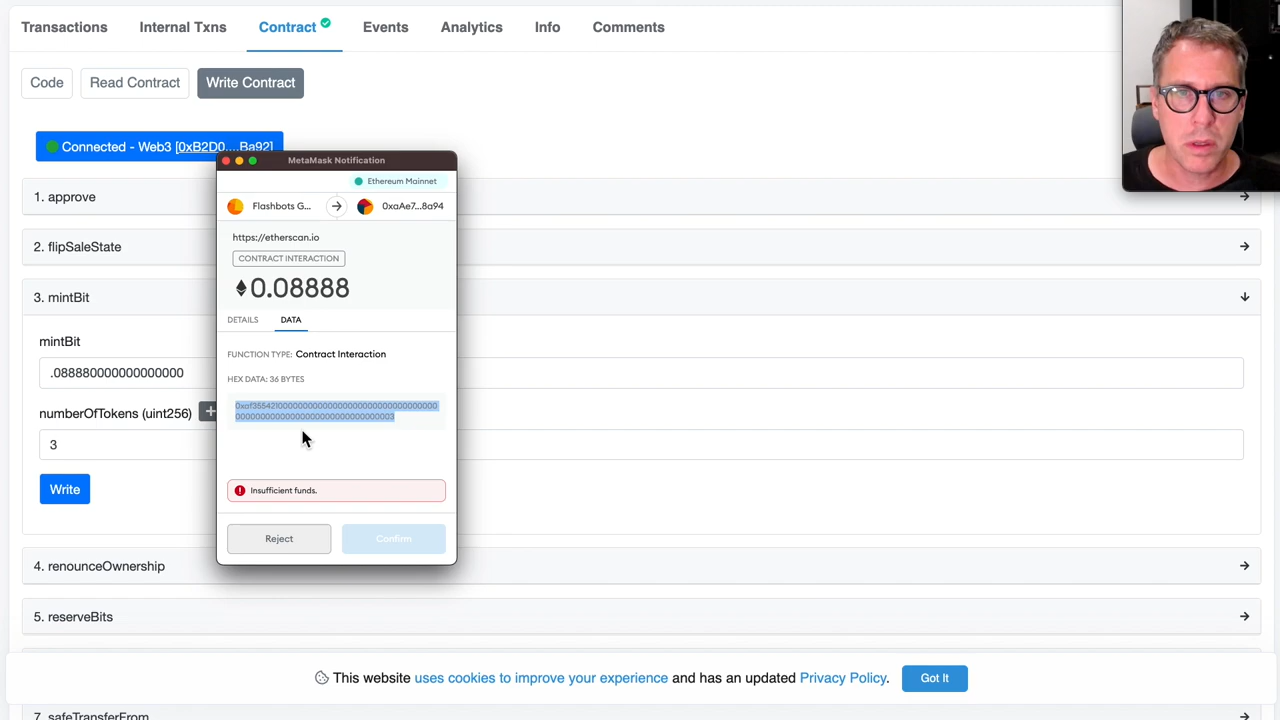 Transactions Internal Txns Contract Events Analytics Info Comments
Code Read Contract Write Contract
Connected - Web3 [0xB2D0....Ba92]
MetaMask Notification
Ethereum Mainnet
Flashbots G... 0xaAe7...8a94
https://etherscan.io
CONTRACT INTERACTION
0.08888
DETAILS DATA
FUNCTION TYPE: Contract Interaction
HEX DATA: 36 BYTES
Insufficient funds.
Reject Confirm
1. approve
2. flipSaleState
3. mintBit
mintBit
.088880000000000000
numberOfTokens (uint256) +
3
Write
4. renounceOwnership
5. reserveBits
This website uses cookies to improve your experience and has an updated Privacy Policy. Got It
7. safeTransferFrom